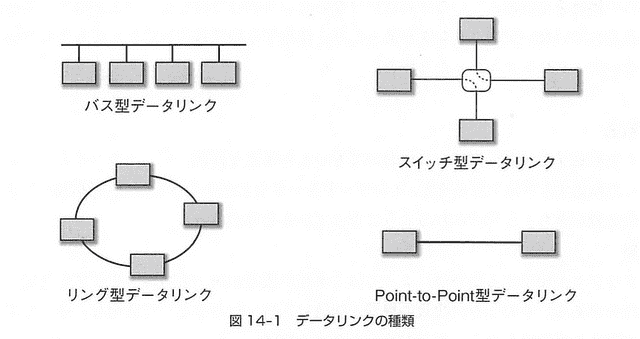 バス型データリンク
スイッチ型データリンク
リング型データリンク
Point-to-Point型データリンク
図 14-1 データリンクの種類